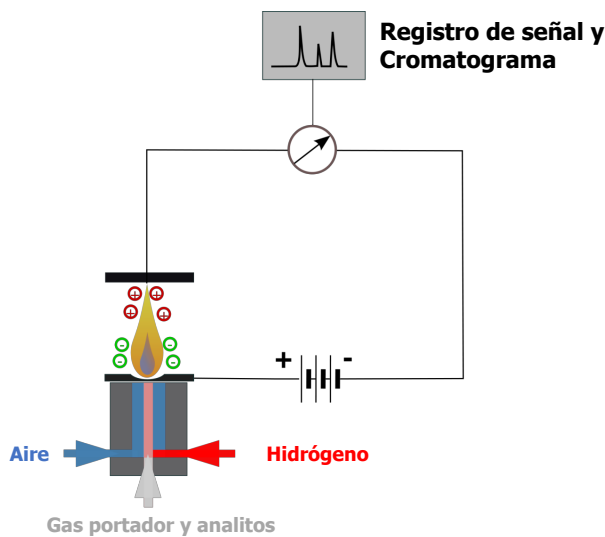 Registro de señal y
Cromatograma
+ +
+ +
- -
- -
+ -
Aire
Hidrógeno
Gas portador y analitos